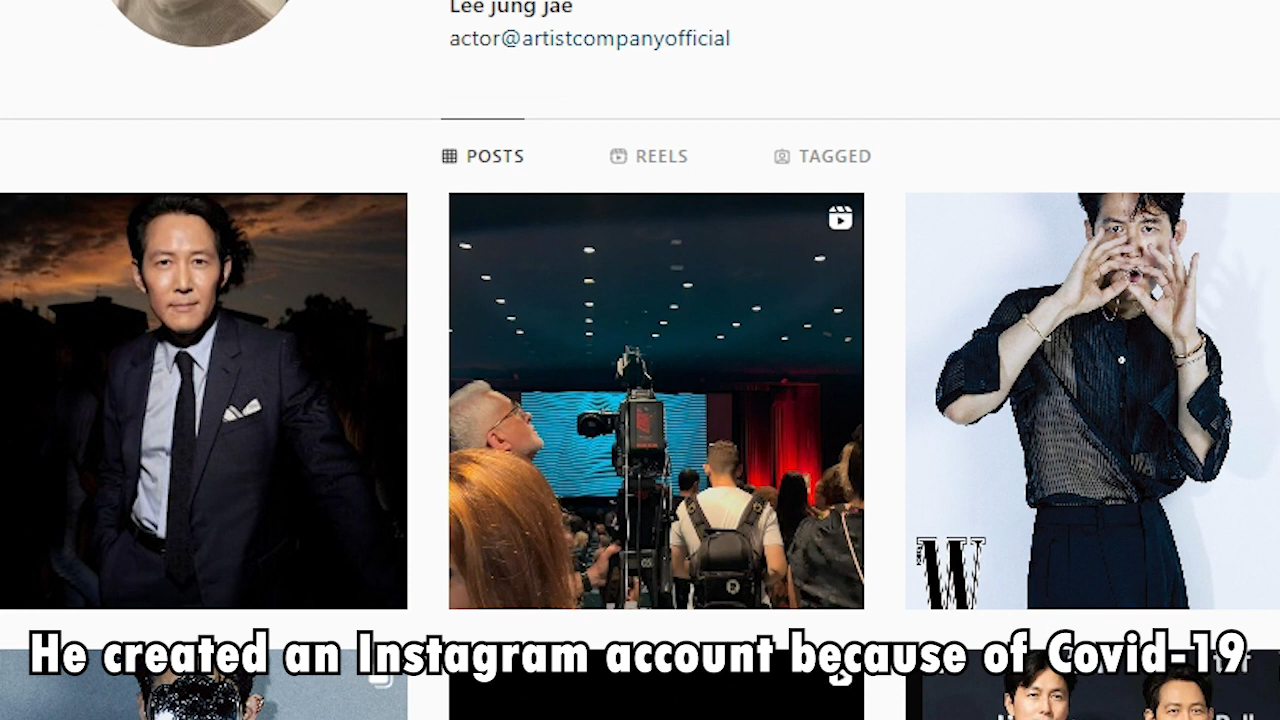 Lee jung jae
actor@artistcompanyofficial
POSTS
REELS
TAGGED
W
He created an Instagram account because of Covid-19